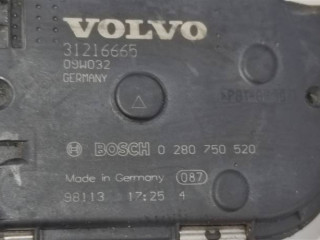 VOLVO
31216665
09W032
GERMANY
BOSCH 0 280 750 520
Made in Germany 087
98113 17:25 4